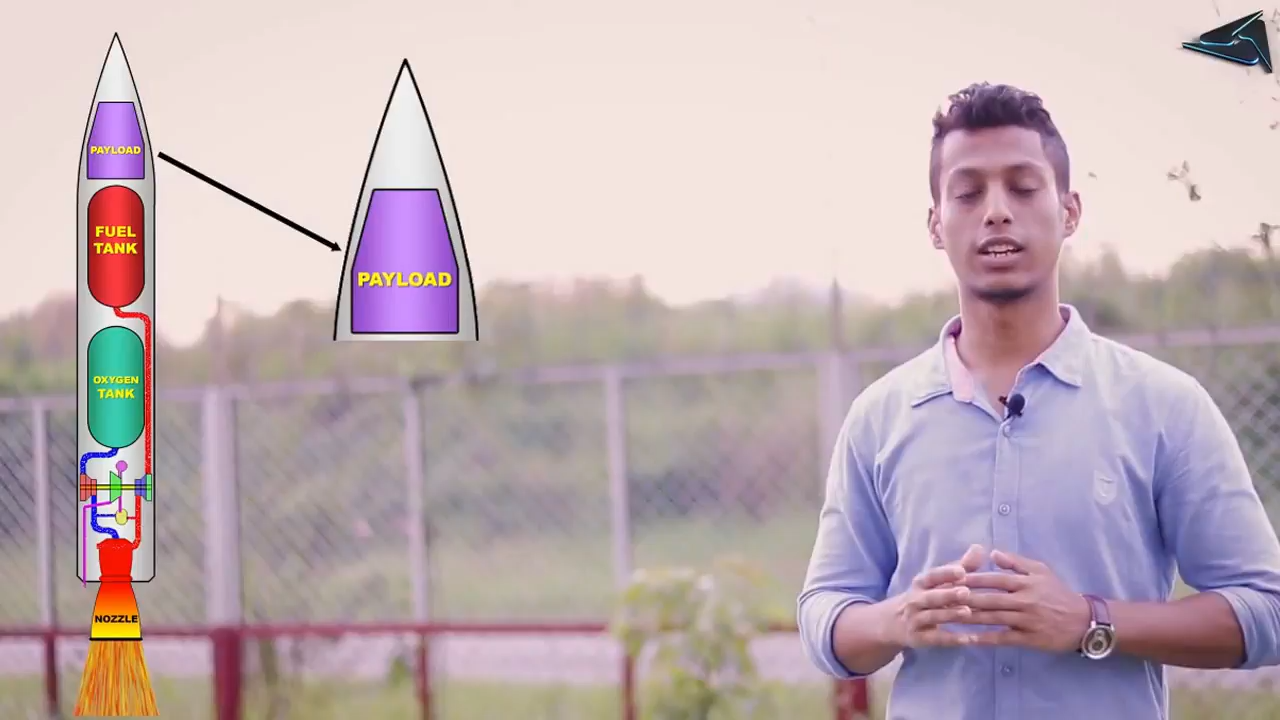 PAYLOAD
FUEL
TANK
OXYGEN
TANK
NOZZLE
PAYLOAD